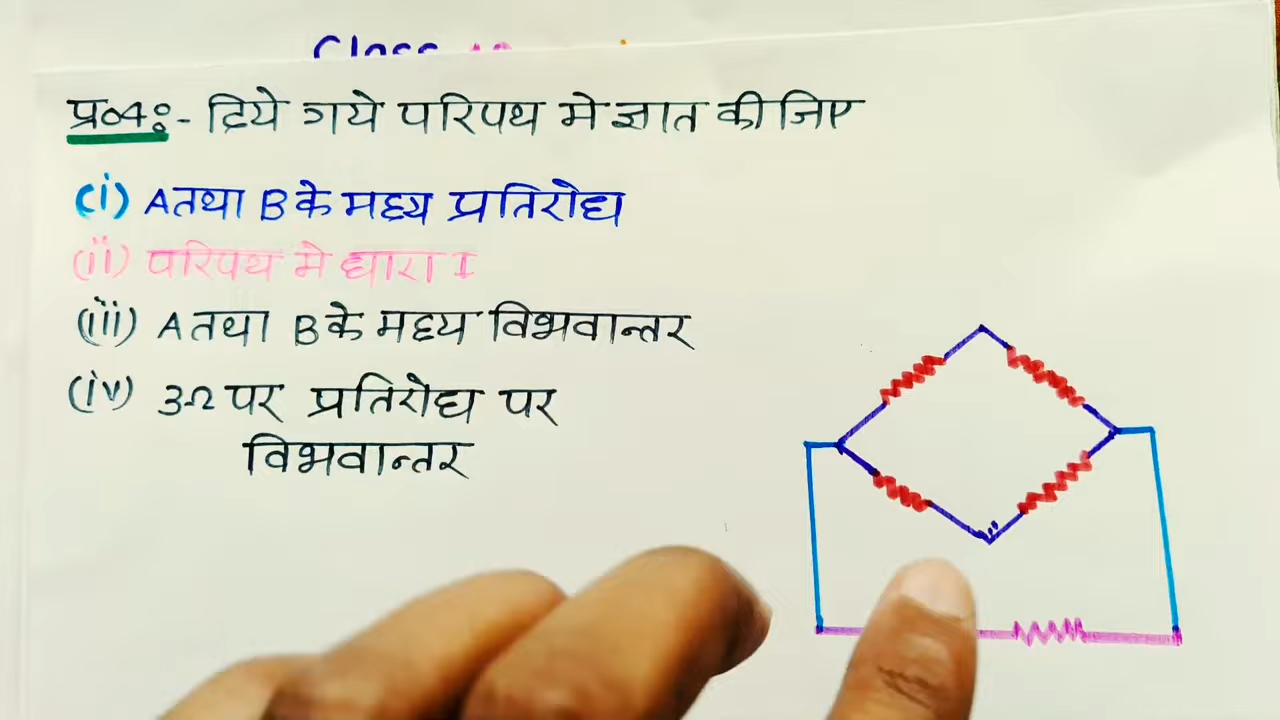 Class
प्र०4ः- दिये गये परिपथ मे ज्ञात कीजिए
(i) A तथा B के मध्य प्रतिरोध
(ii) परिपथ मे धारा I
(iii) A तथा B के मध्य विभवान्तर
(iv) 3Ω पर प्रतिरोध पर
विभवान्तर